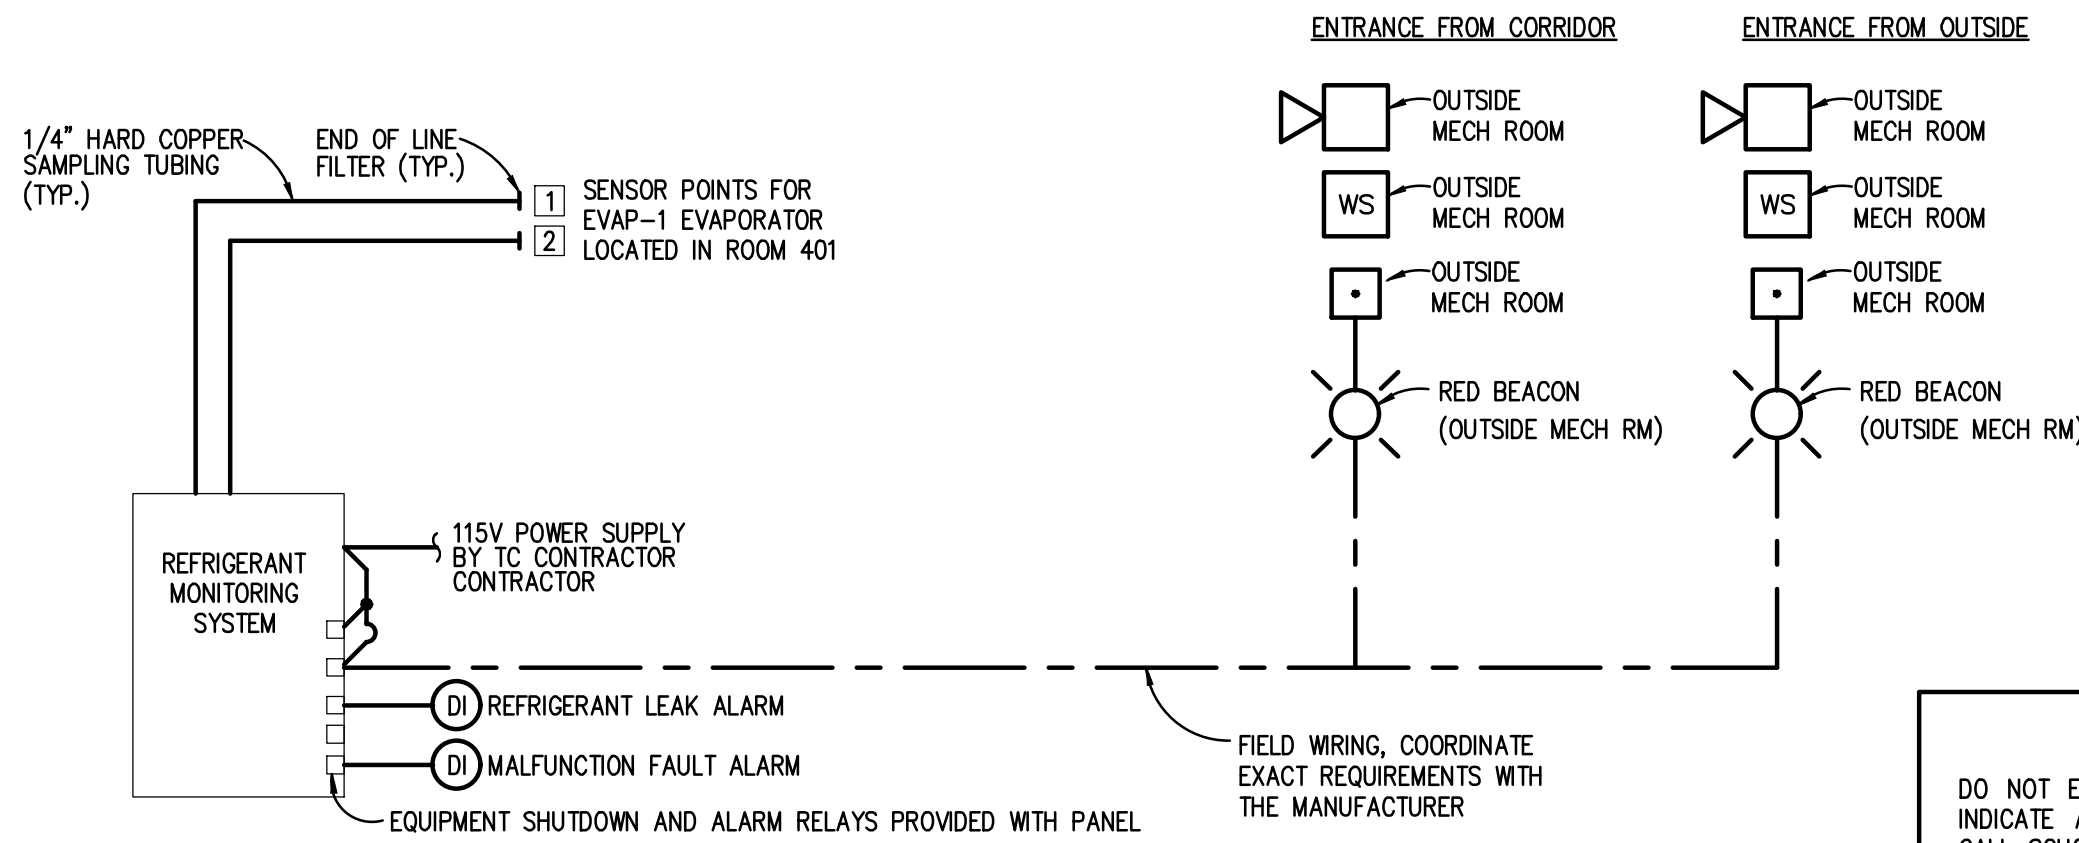 ENTRANCE FROM CORRIDOR
ENTRANCE FROM OUTSIDE
OUTSIDE
MECH ROOM
OUTSIDE
MECH ROOM
WS
OUTSIDE
MECH ROOM
WS
OUTSIDE
MECH ROOM
OUTSIDE
MECH ROOM
OUTSIDE
MECH ROOM
RED BEACON
(OUTSIDE MECH RM)
RED BEACON
(OUTSIDE MECH RM)
1/4" HARD COPPER
SAMPLING TUBING
(TYP.)
END OF LINE
FILTER (TYP.)
1
2
SENSOR POINTS FOR
EVAP-1 EVAPORATOR
LOCATED IN ROOM 401
REFRIGERANT
MONITORING
SYSTEM
115V POWER SUPPLY
BY TC CONTRACTOR
CONTRACTOR
DI REFRIGERANT LEAK ALARM
DI MALFUNCTION FAULT ALARM
EQUIPMENT SHUTDOWN AND ALARM RELAYS PROVIDED WITH PANEL
FIELD WIRING, COORDINATE
EXACT REQUIREMENTS WITH
THE MANUFACTURER
DO NOT
INDICATE